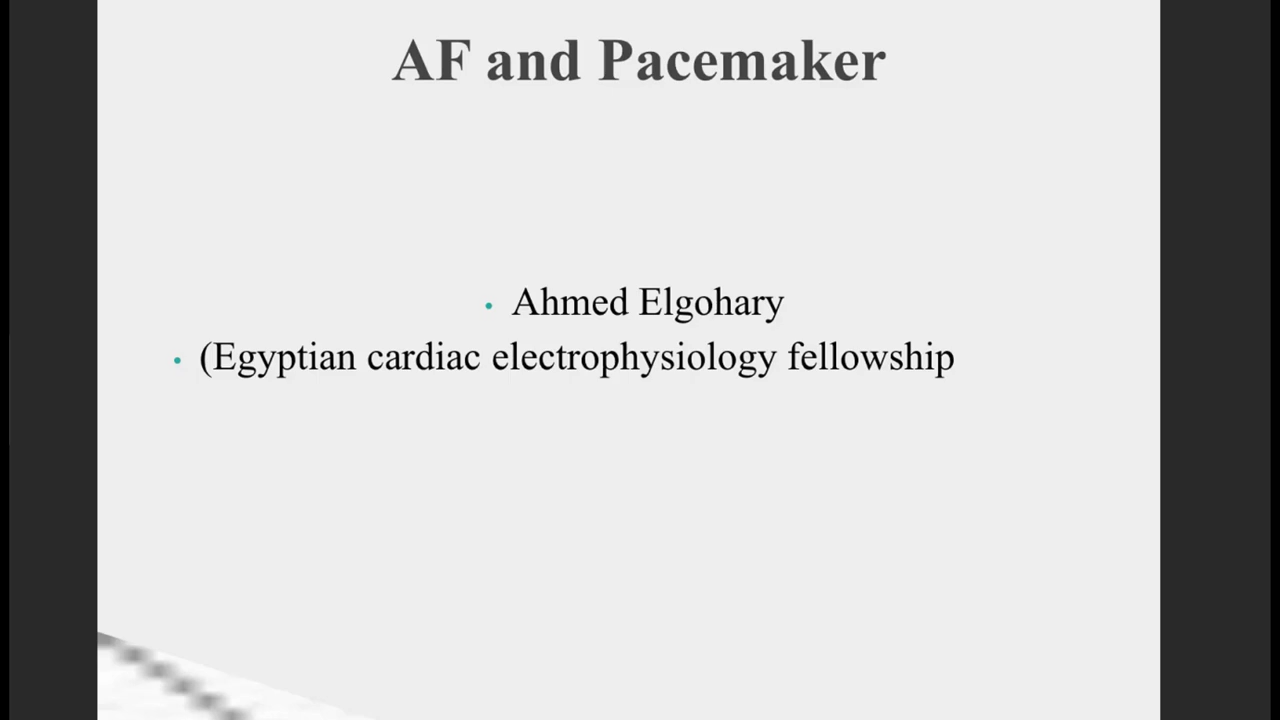 AF and Pacemaker
• Ahmed Elgohary
• (Egyptian cardiac electrophysiology fellowship